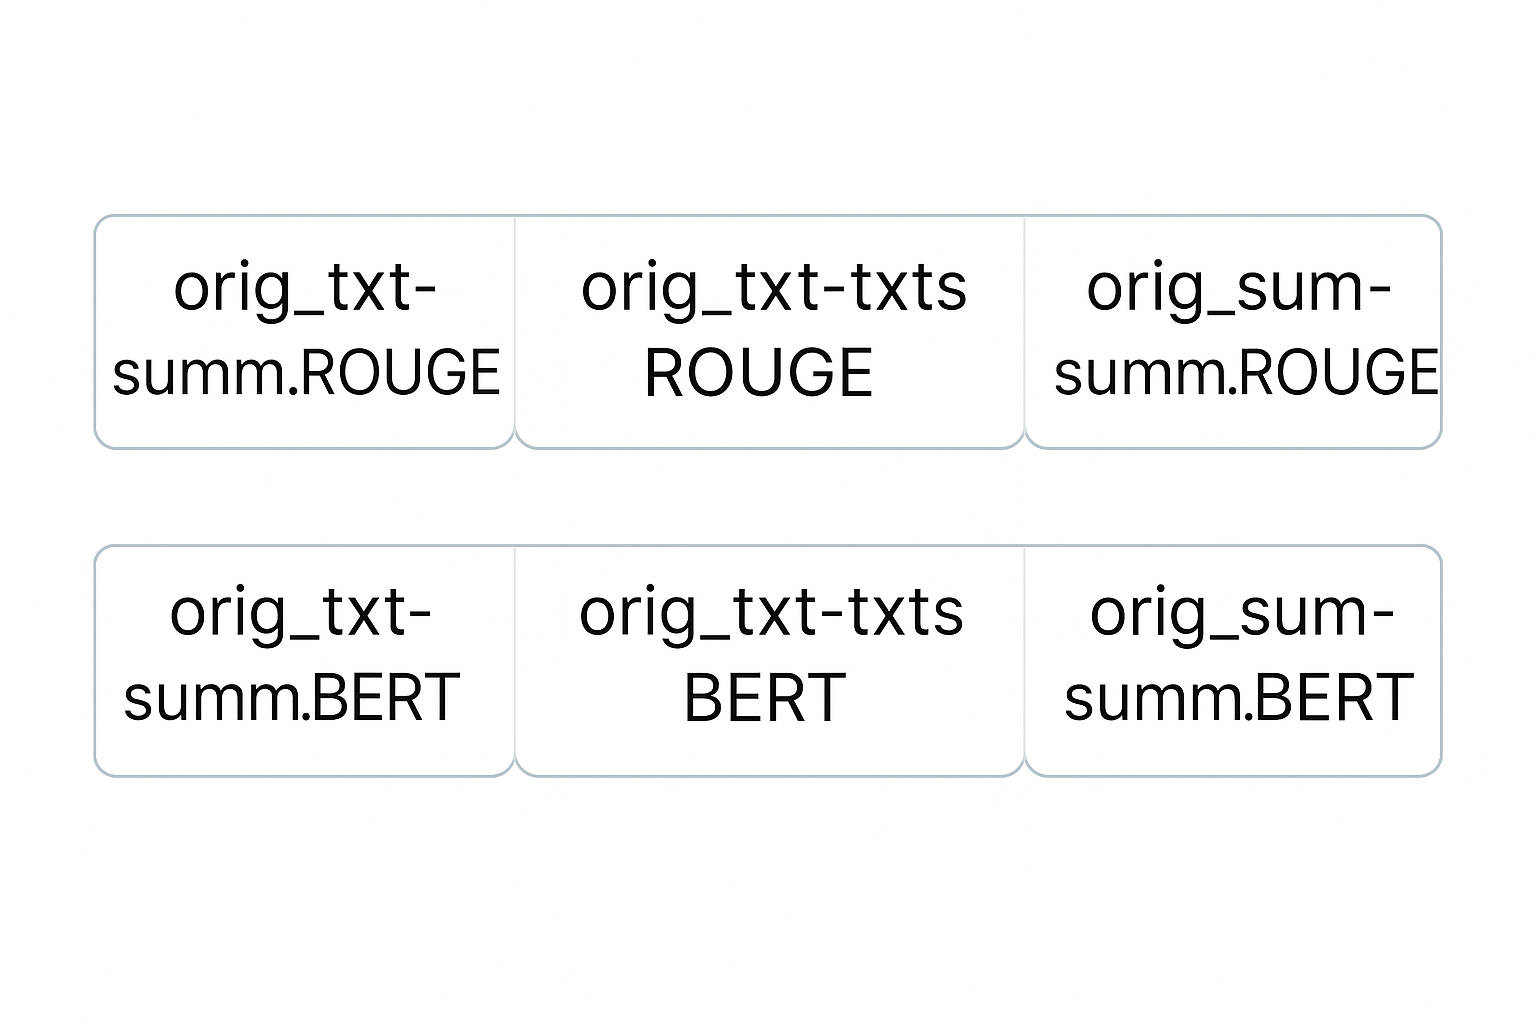 orig_txt-
summ.ROUGE
orig_txt-txts
ROUGE
orig_sum-
summ.ROUGE
orig_txt-
summ.BERT
orig_txt-txts
BERT
orig_sum-
summ.BERT